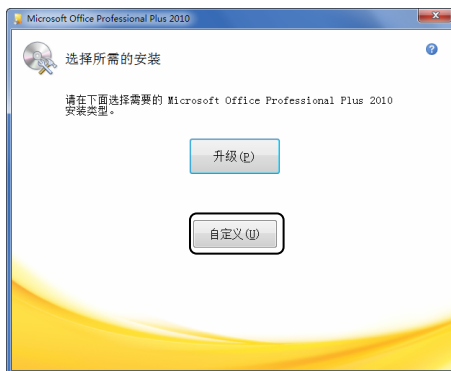 Microsoft Office Professional Plus 2010
选择所需的安装
请在下面选择需要的 Microsoft Office Professional Plus 2010
安装类型。
升级(P)
自定义(U)